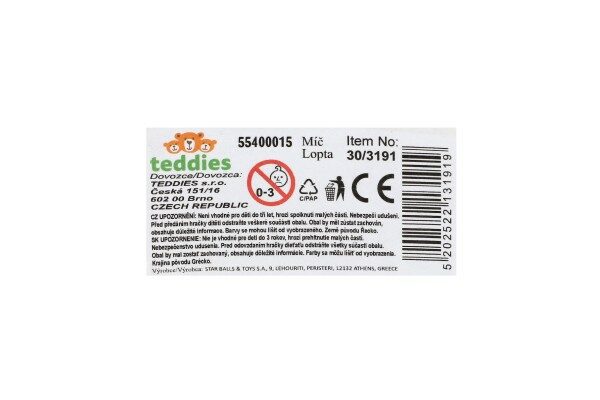 teddies
55400015 Míč Lopta
Item No: 30/3191
Dovozce/Dovozca:
TEDDIES s.r.o.
Česká 151/16
602 00 Brno
CZECH REPUBLIC
0-3
C/PAP
CE
CZ UPOZORNĚNÍ: Není vhodné pro děti do tří let, hrozí spolknutí malých částí. Nebezpečí udušení.
Před předáním hračky dítěti odstraňte veškeré součásti obalu. Obal by měl zůstat zachován,
obsahuje důležité informace. Barvy se mohou lišit od vyobrazeného. Země původu Řecko.
SK UPOZORNENIE: Nie je vhodné pre deti do 3 rokov, hrozí prehltnutie malých častí.
Nebezpečenstvo udusenia. Pred odovzdaním hračky dieťaťu odstráňte všetky súčasti obalu.
Obal by mal zostať zachovaný, obsahuje dôležité informácie. Farby sa môžu líšiť od vyobrazenia.
Krajina pôvodu Grécko.
Výrobce/Výrobca: STAR BALLS & TOYS S.A., 9, LEHOURITI, PERISTERI, 12132 ATHENS, GREECE
5 202522 131919